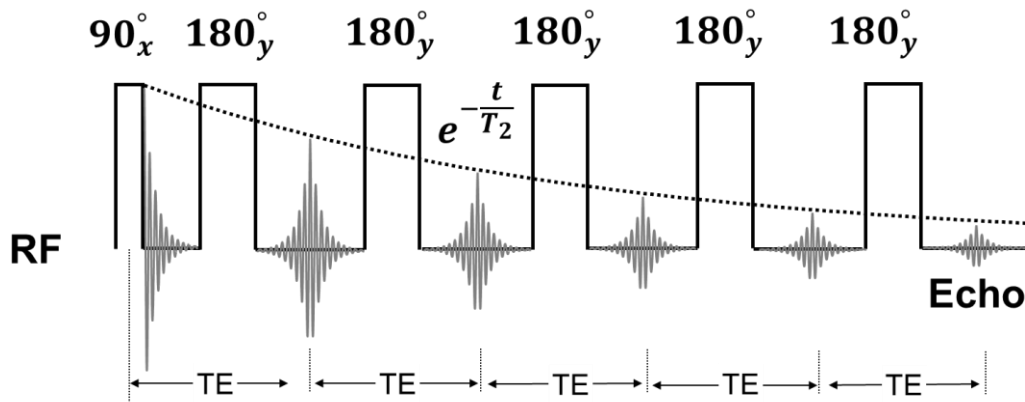 90°ₓ 180°ᵧ 180°ᵧ 180°ᵧ 180°ᵧ 180°ᵧ
e^{-t/T₂}
RF
Echo
TE TE TE TE TE